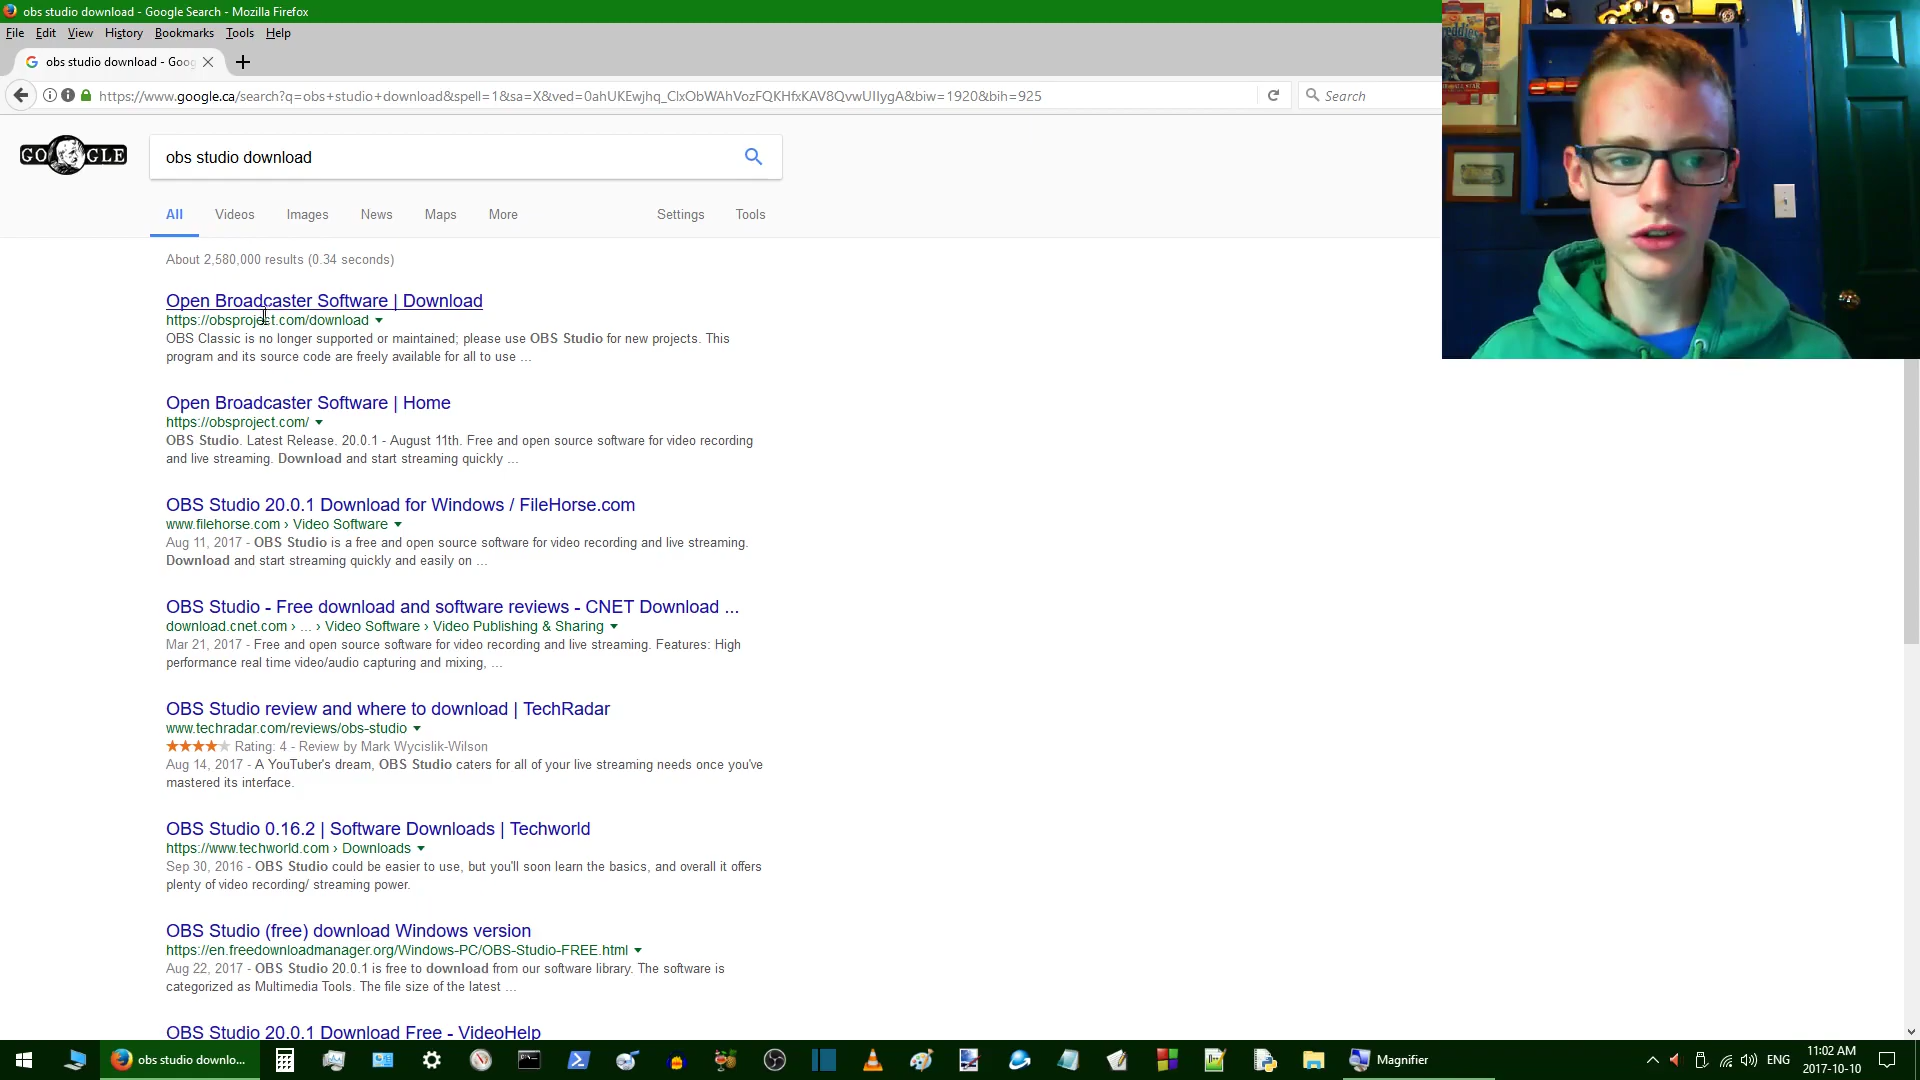 obs studio download - Google Search - Mozilla Firefox
File Edit View History Bookmarks Tools Help
obs studio download - Goog
https://www.google.ca/search?q=obs+studio+download&spell=1&sa=X&ved=0ahUKEwjhq_ClxObWAhVozFQKHfxKAV8QvwUIIygA&biw=1920&bih=925
Search
GO GLE
obs studio download
All Videos Images News Maps More Settings Tools
About 2,580,000 results (0.34 seconds)
Open Broadcaster Software | Download
https://obsproject.com/download
OBS Classic is no longer supported or maintained; please use OBS Studio for new projects. This
program and its source code are freely available for all to use ...
Open Broadcaster Software | Home
https://obsproject.com/
OBS Studio. Latest Release. 20.0.1 - August 11th. Free and open source software for video recording
and live streaming. Download and start streaming quickly ...
OBS Studio 20.0.1 Download for Windows / FileHorse.com
www.filehorse.com › Video Software
Aug 11, 2017 - OBS Studio is a free and open source software for video recording and live streaming.
Download and start streaming quickly and easily on ...
OBS Studio - Free download and software reviews - CNET Download ...
download.cnet.com › ... › Video Software › Video Publishing & Sharing
Mar 21, 2017 - Free and open source software for video recording and live streaming. Features: High
performance real time video/audio capturing and mixing, ...
OBS Studio review and where to download | TechRadar
www.techradar.com/reviews/obs-studio
Rating: 4 - Review by Mark Wycislik-Wilson
Aug 14, 2017 - A YouTuber's dream, OBS Studio caters for all of your live streaming needs once you've
mastered its interface.
OBS Studio 0.16.2 | Software Downloads | Techworld
https://www.techworld.com › Downloads
Sep 30, 2016 - OBS Studio could be easier to use, but you'll soon learn the basics, and overall it offers
plenty of video recording/ streaming power.
OBS Studio (free) download Windows version
https://en.freedownloadmanager.org/Windows-PC/OBS-Studio-FREE.html
Aug 22, 2017 - OBS Studio 20.0.1 is free to download from our software library. The software is
categorized as Multimedia Tools. The file size of the latest ...
OBS Studio 20.0.1 Download Free - VideoHelp
obs studio downlo...
Magnifier
ENG
11:02 AM
2017-10-10